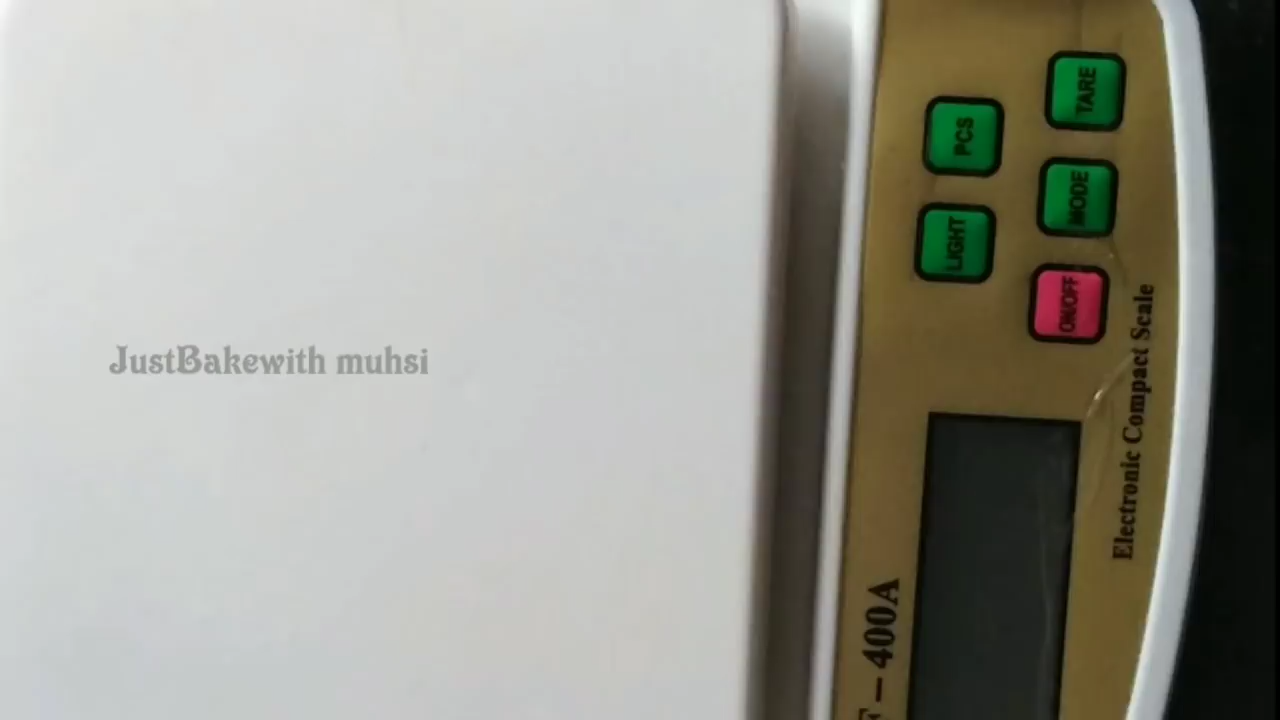 JustBakewith muhsi
PCS
TARE
LIGHT
MODE
ON/OFF
Electronic Compact Scale
F-400A